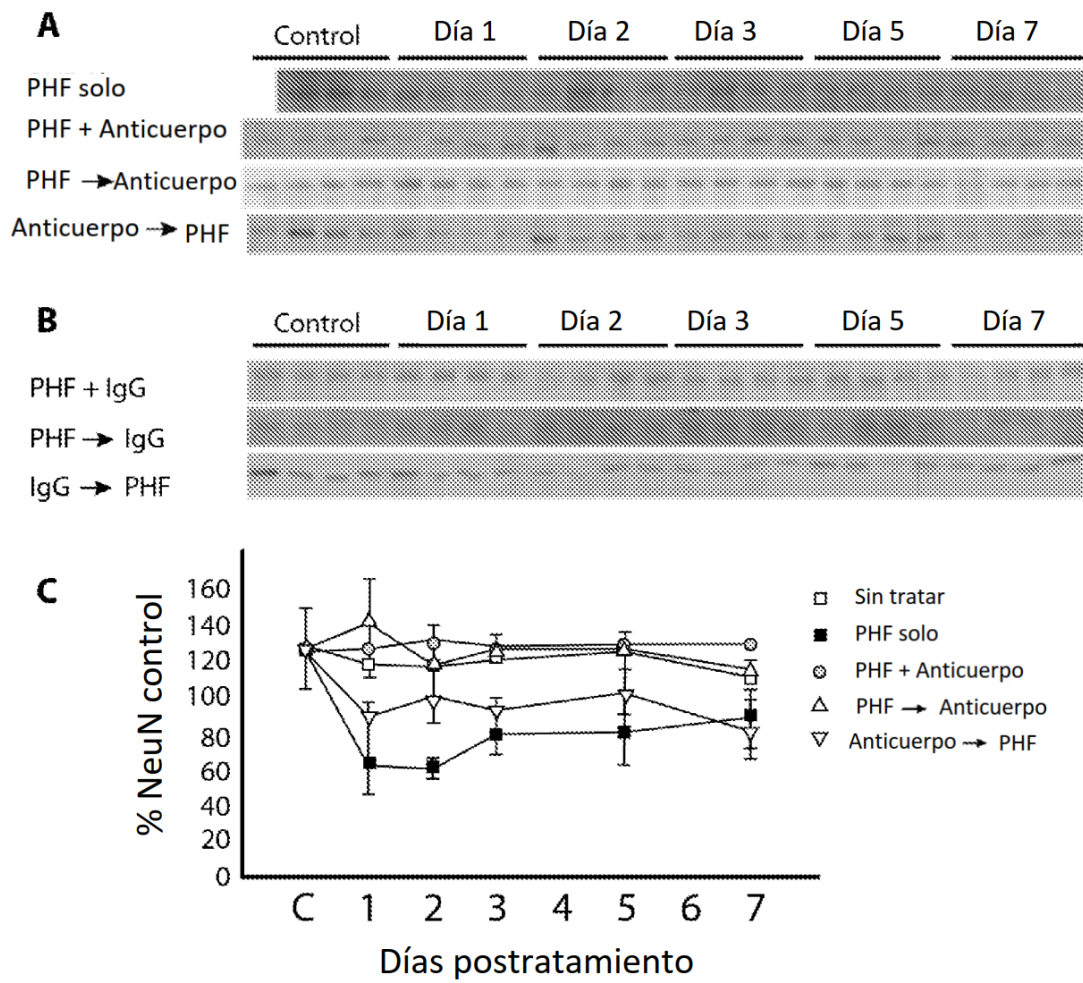 A
Control Día 1 Día 2 Día 3 Día 5 Día 7
PHF solo
PHF + Anticuerpo
PHF → Anticuerpo
Anticuerpo → PHF
B
Control Día 1 Día 2 Día 3 Día 5 Día 7
PHF + IgG
PHF → IgG
IgG → PHF
C
% NeuN control
160
140
120
100
80
60
40
20
0
C 1 2 3 4 5 6 7
Días postratamiento
Sin tratar
PHF solo
PHF + Anticuerpo
PHF → Anticuerpo
Anticuerpo → PHF